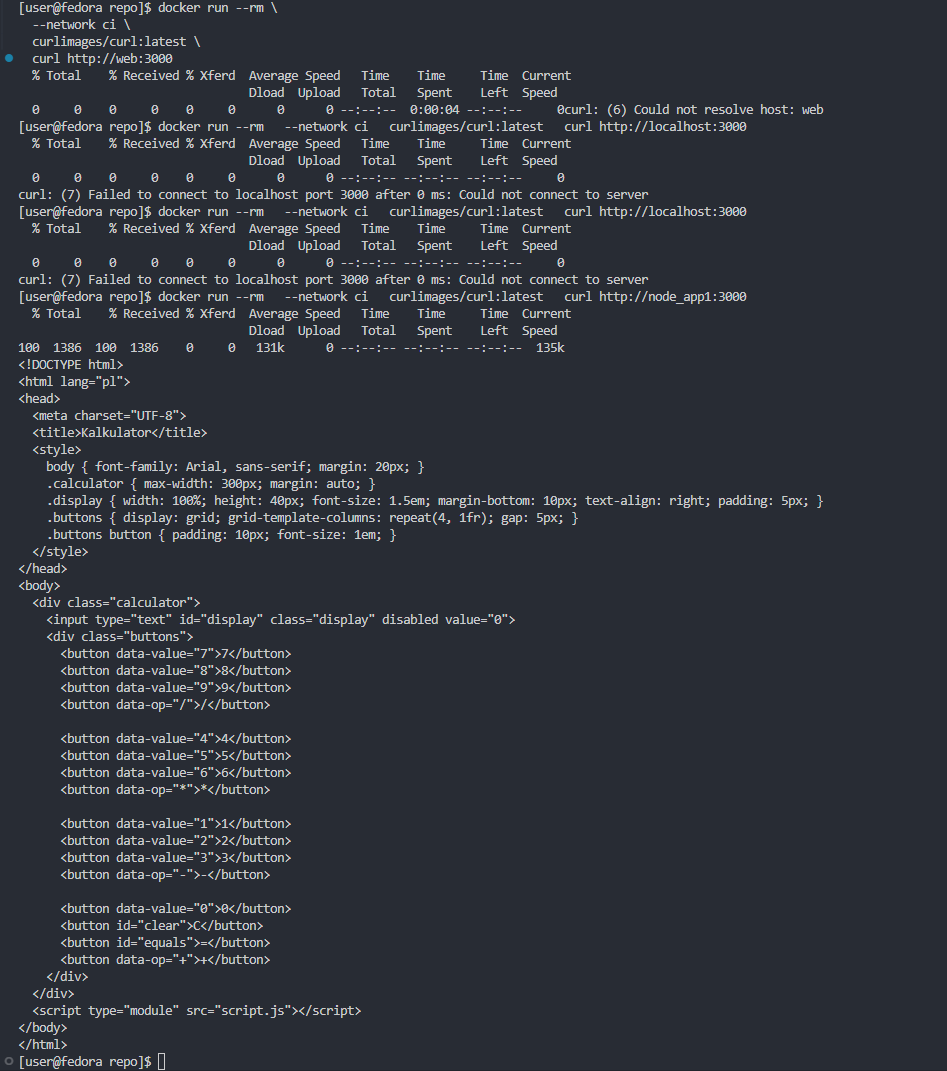 [user@fedora repo]$ docker run --rm \
  --network ci \
  curlimages/curl:latest \
  curl http://web:3000
  % Total    % Received % Xferd  Average Speed   Time    Time     Time  Current
                                 Dload  Upload   Total   Spent    Left  Speed
  0     0    0     0    0     0      0      0 --:--:--  0:00:04 --:--:--     0curl: (6) Could not resolve host: web
[user@fedora repo]$ docker run --rm   --network ci   curlimages/curl:latest   curl http://localhost:3000
  % Total    % Received % Xferd  Average Speed   Time    Time     Time  Current
                                 Dload  Upload   Total   Spent    Left  Speed
  0     0    0     0    0     0      0      0 --:--:-- --:--:-- --:--:--     0
curl: (7) Failed to connect to localhost port 3000 after 0 ms: Could not connect to server
[user@fedora repo]$ docker run --rm   --network ci   curlimages/curl:latest   curl http://localhost:3000
  % Total    % Received % Xferd  Average Speed   Time    Time     Time  Current
                                 Dload  Upload   Total   Spent    Left  Speed
  0     0    0     0    0     0      0      0 --:--:-- --:--:-- --:--:--     0
curl: (7) Failed to connect to localhost port 3000 after 0 ms: Could not connect to server
[user@fedora repo]$ docker run --rm   --network ci   curlimages/curl:latest   curl http://node_app1:3000
  % Total    % Received % Xferd  Average Speed   Time    Time     Time  Current
                                 Dload  Upload   Total   Spent    Left  Speed
100  1386  100  1386    0     0   131k      0 --:--:-- --:--:-- --:--:--  135k
<!DOCTYPE html>
<html lang="pl">
<head>
  <meta charset="UTF-8">
  <title>Kalkulator</title>
  <style>
    body { font-family: Arial, sans-serif; margin: 20px; }
    .calculator { max-width: 300px; margin: auto; }
    .display { width: 100%; height: 40px; font-size: 1.5em; margin-bottom: 10px; text-align: right; padding: 5px; }
    .buttons { display: grid; grid-template-columns: repeat(4, 1fr); gap: 5px; }
    .buttons button { padding: 10px; font-size: 1em; }
  </style>
</head>
<body>
  <div class="calculator">
    <input type="text" id="display" class="display" disabled value="0">
    <div class="buttons">
      <button data-value="7">7</button>
      <button data-value="8">8</button>
      <button data-value="9">9</button>
      <button data-op="/">/</button>

      <button data-value="4">4</button>
      <button data-value="5">5</button>
      <button data-value="6">6</button>
      <button data-op="*">*</button>

      <button data-value="1">1</button>
      <button data-value="2">2</button>
      <button data-value="3">3</button>
      <button data-op="-">-</button>

      <button data-value="0">0</button>
      <button id="clear">C</button>
      <button id="equals">=</button>
      <button data-op="+">+</button>
    </div>
  </div>
  <script type="module" src="script.js"></script>
</body>
</html>
[user@fedora repo]$